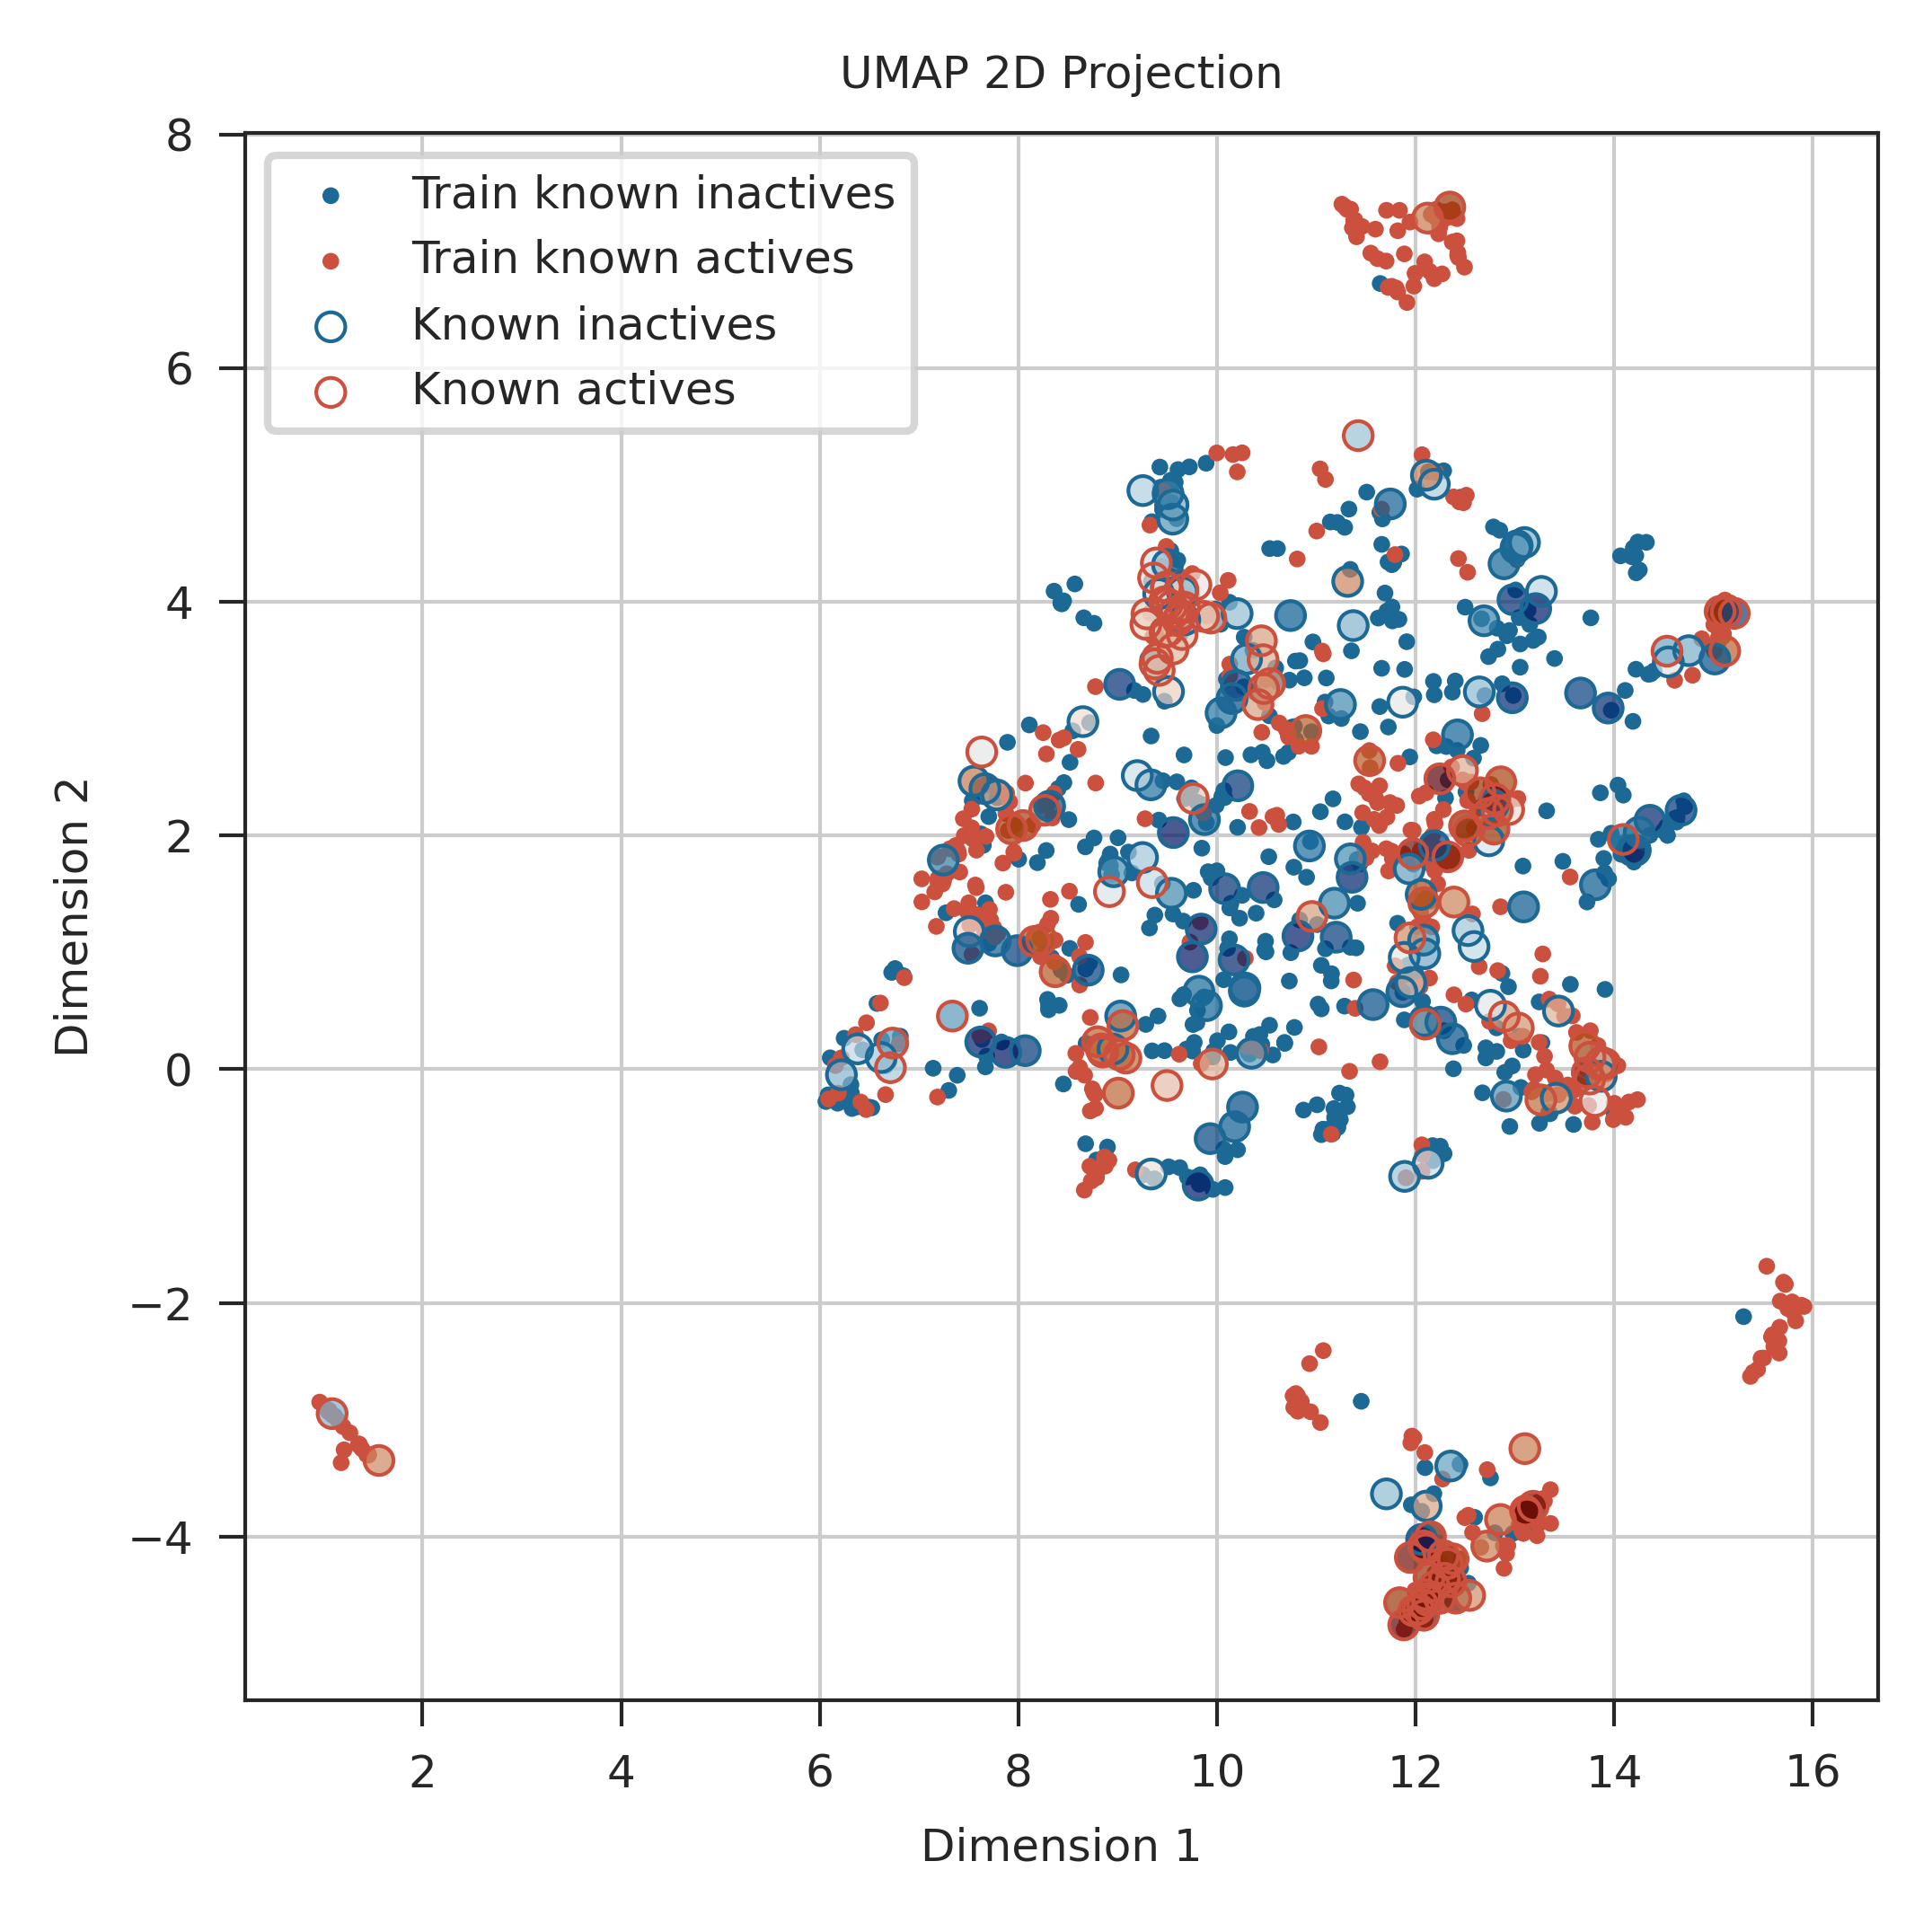 UMAP 2D Projection
8
6
4
2
0
−2
−4
Dimension 2
Train known inactives
Train known actives
Known inactives
Known actives
2 4 6 8 10 12 14 16
Dimension 1